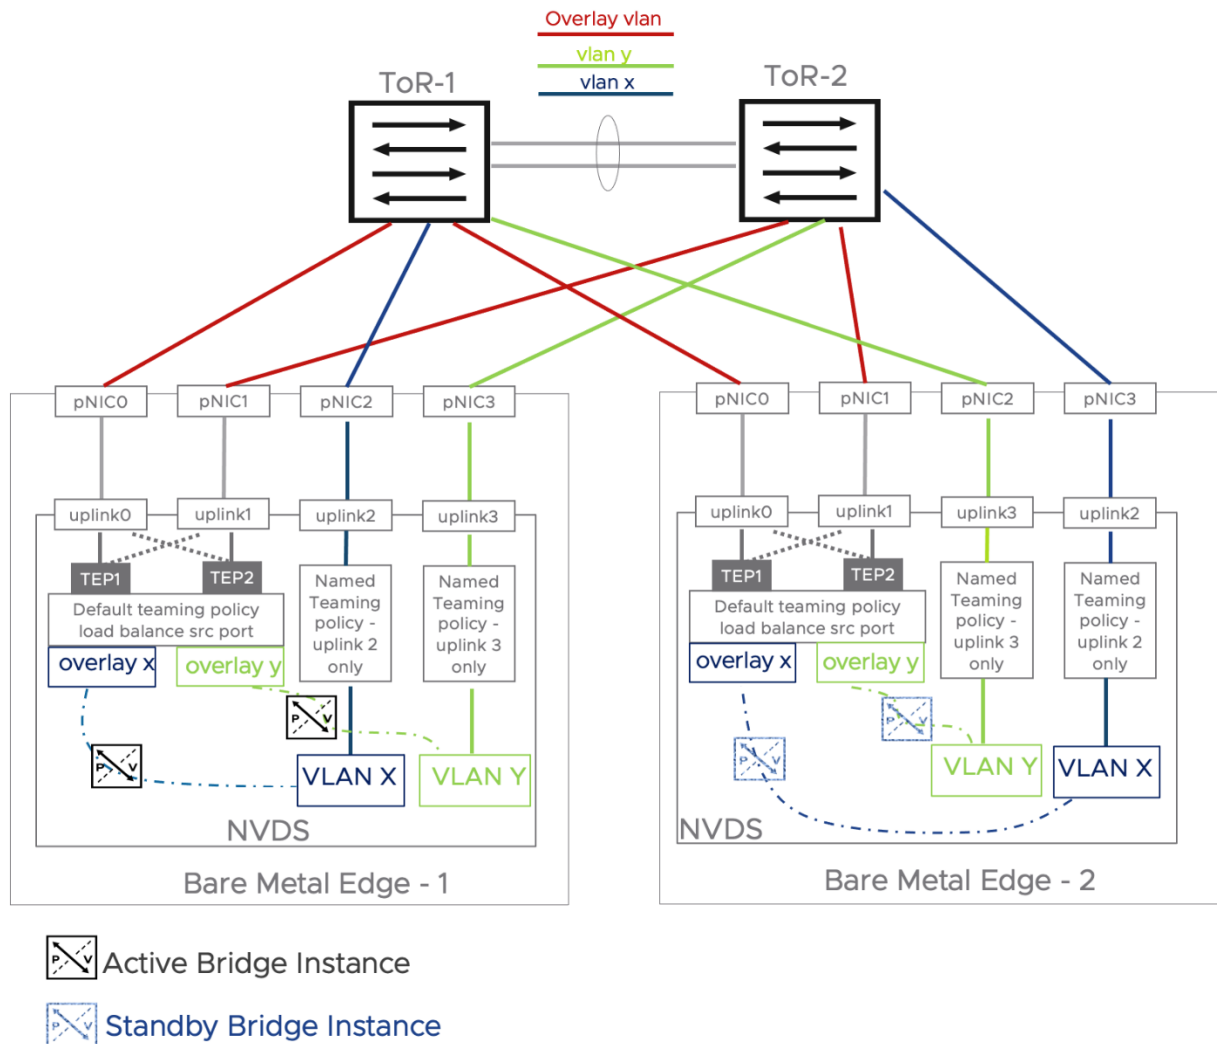 Overlay vlan
vlan y
vlan x
ToR-1
ToR-2
pNIC0
pNIC1
pNIC2
pNIC3
pNIC0
pNIC1
pNIC2
pNIC3
uplink0
uplink1
uplink2
uplink3
uplink0
uplink1
uplink3
uplink2
TEP1
TEP2
Default teaming policy
load balance src port
Named
Teaming
policy -
uplink 2
only
Named
Teaming
policy -
uplink 3
only
TEP1
TEP2
Default teaming policy
load balance src port
Named
Teaming
policy -
uplink 3
only
Named
Teaming
policy -
uplink 2
only
overlay x
overlay y
overlay x
overlay y
P V
P V
P V
P V
VLAN X
VLAN Y
VLAN Y
VLAN X
NVDS
NVDS
Bare Metal Edge - 1
Bare Metal Edge - 2
P V Active Bridge Instance
P V Standby Bridge Instance